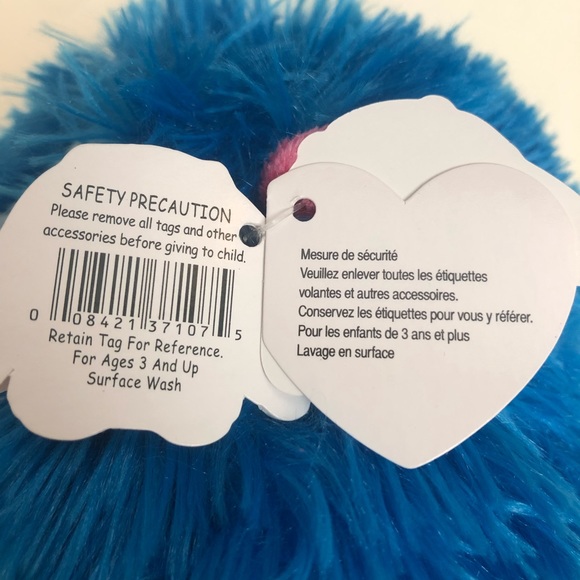 SAFETY PRECAUTION
Please remove all tags and other
accessories before giving to child.
0 08421 37107 5
Retain Tag For Reference.
For Ages 3 And Up
Surface Wash
Mesure de sécurité
Veuillez enlever toutes les étiquettes
volantes et autres accessoires.
Conservez les étiquettes pour vous y référer.
Pour les enfants de 3 ans et plus
Lavage en surface